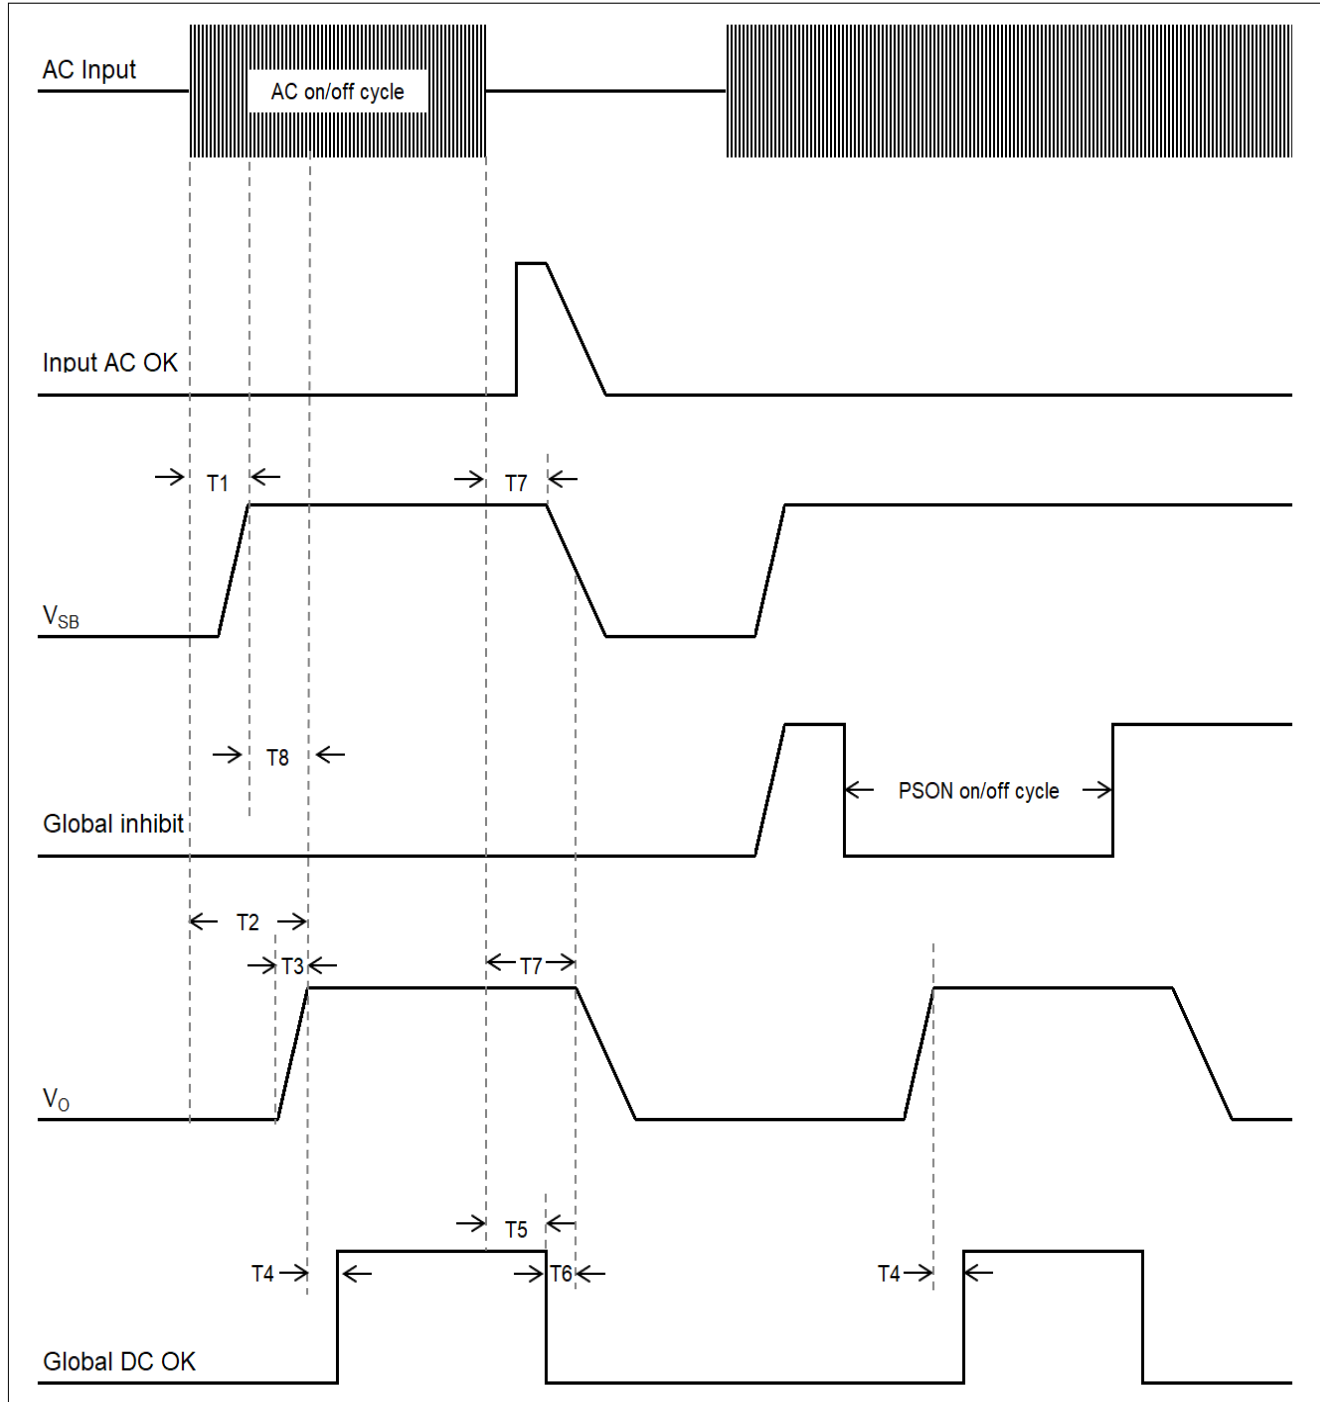 AC Input
AC on/off cycle
Input AC OK
T1
T7
VSB
T8
PSON on/off cycle
Global inhibit
T2
T3
T7
VO
T5
T4
T6
T4
Global DC OK